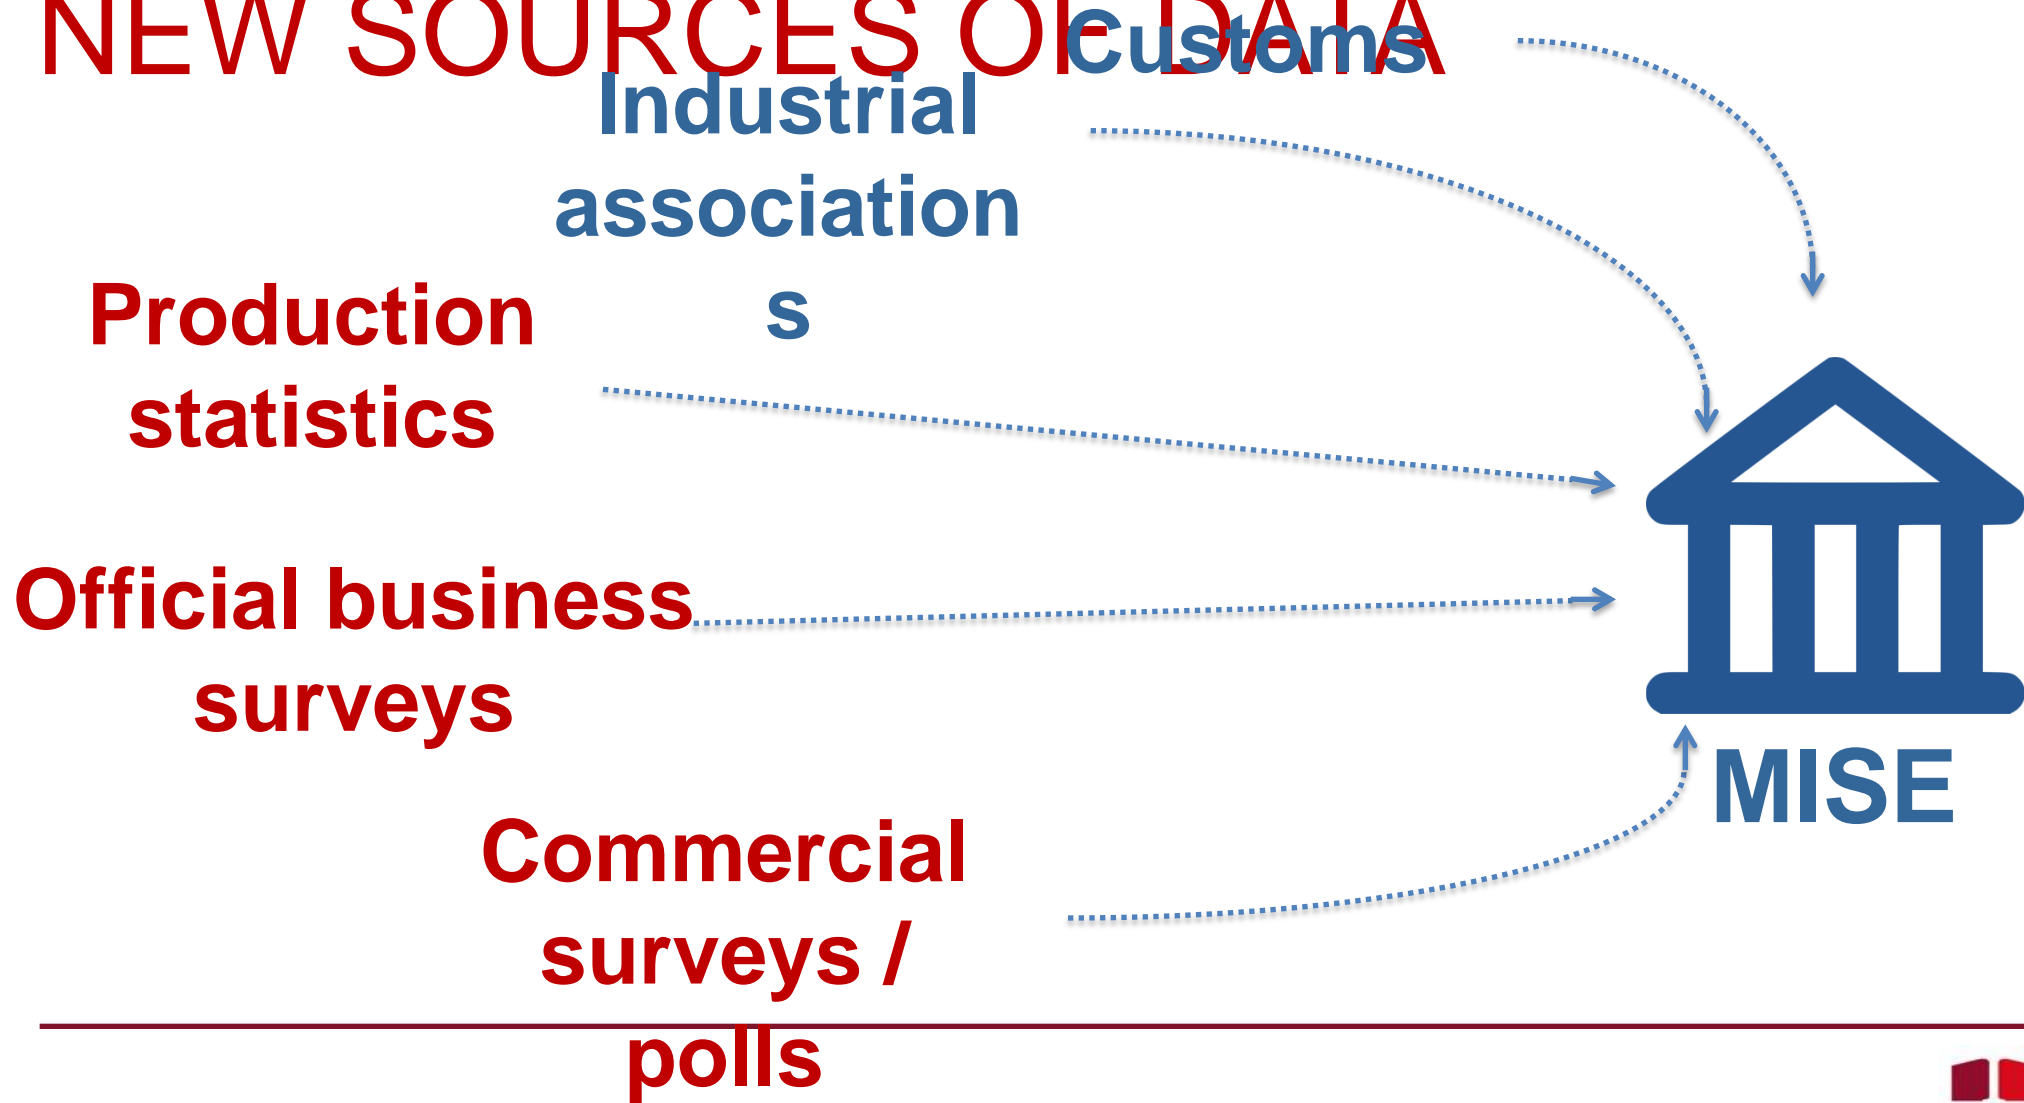 NEW SOURCES OF DATA
Customs
Industrial
association
s
Production
statistics
Official business
surveys
MISE
Commercial
surveys /
polls